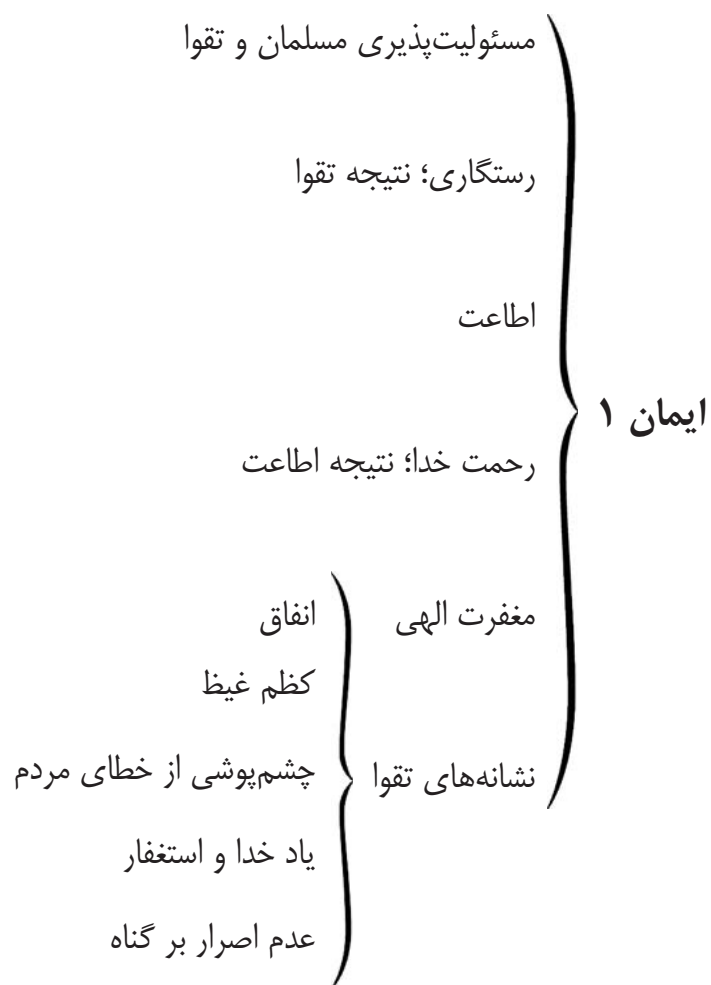 ایمان ۱
مسئولیت‌پذیری مسلمان و تقوا
رستگاری؛ نتیجه تقوا
اطاعت
رحمت خدا؛ نتیجه اطاعت
مغفرت الهی
نشانه‌های تقوا
انفاق
کظم غیظ
چشم‌پوشی از خطای مردم
یاد خدا و استغفار
عدم اصرار بر گناه